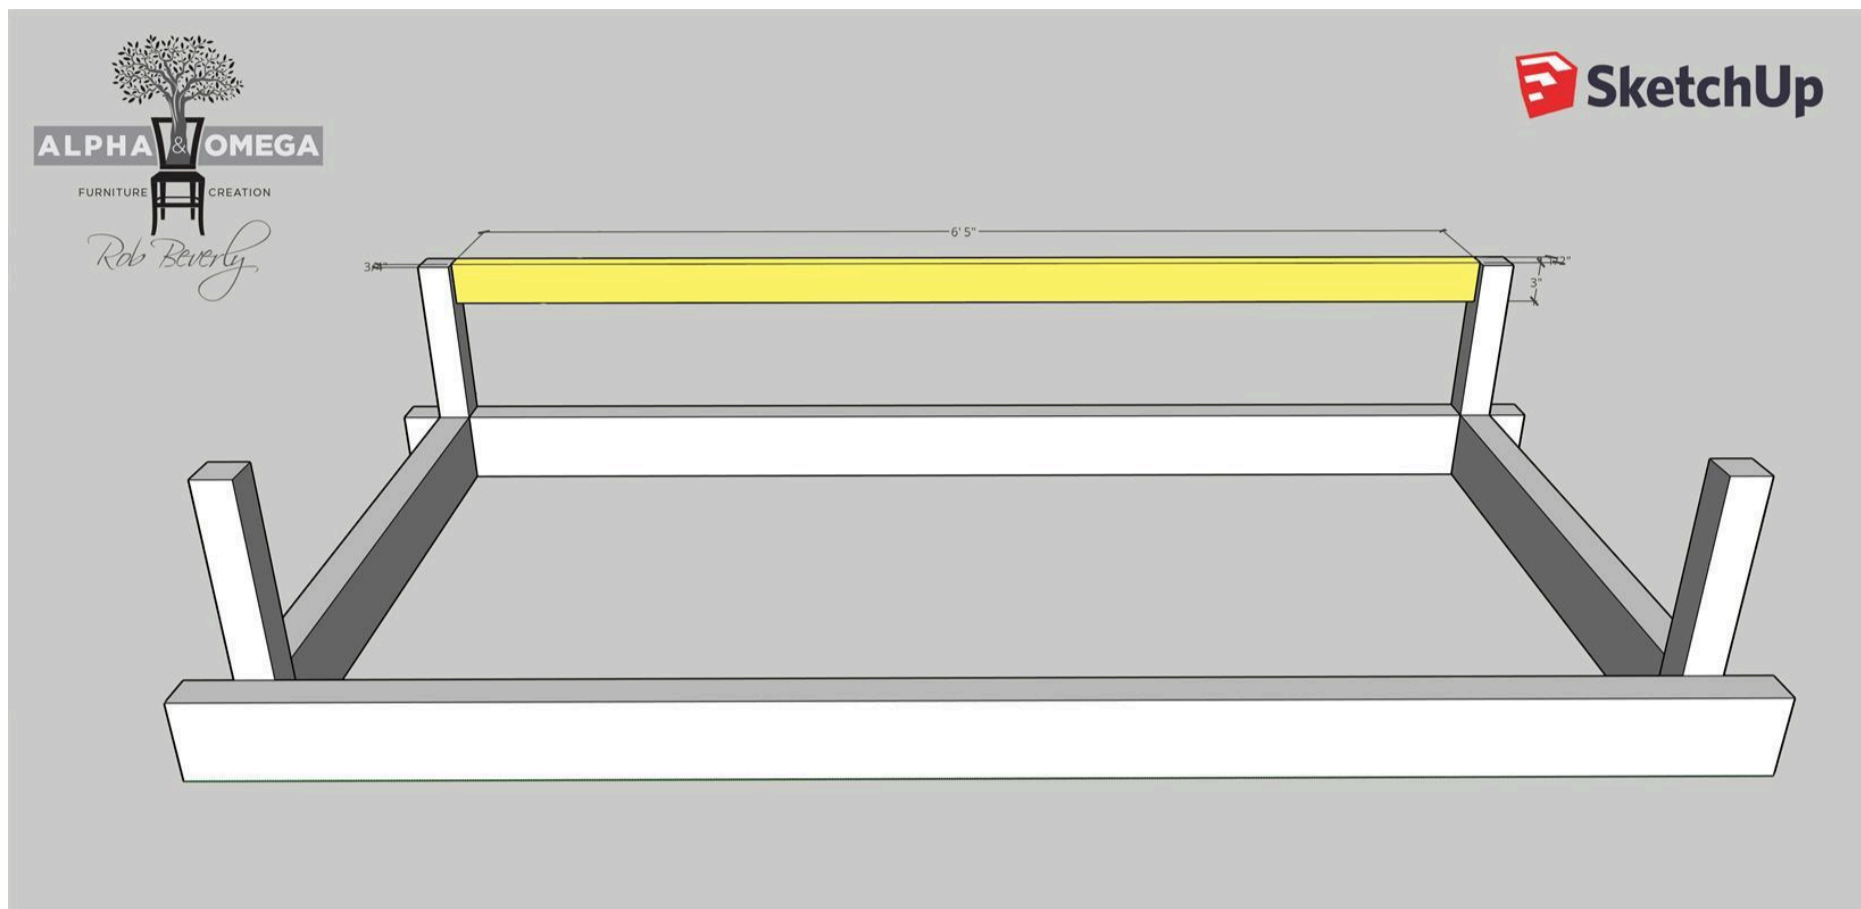 ALPHA & OMEGA
FURNITURE CREATION
Rob Beverly
SketchUp
6' 5"
3"